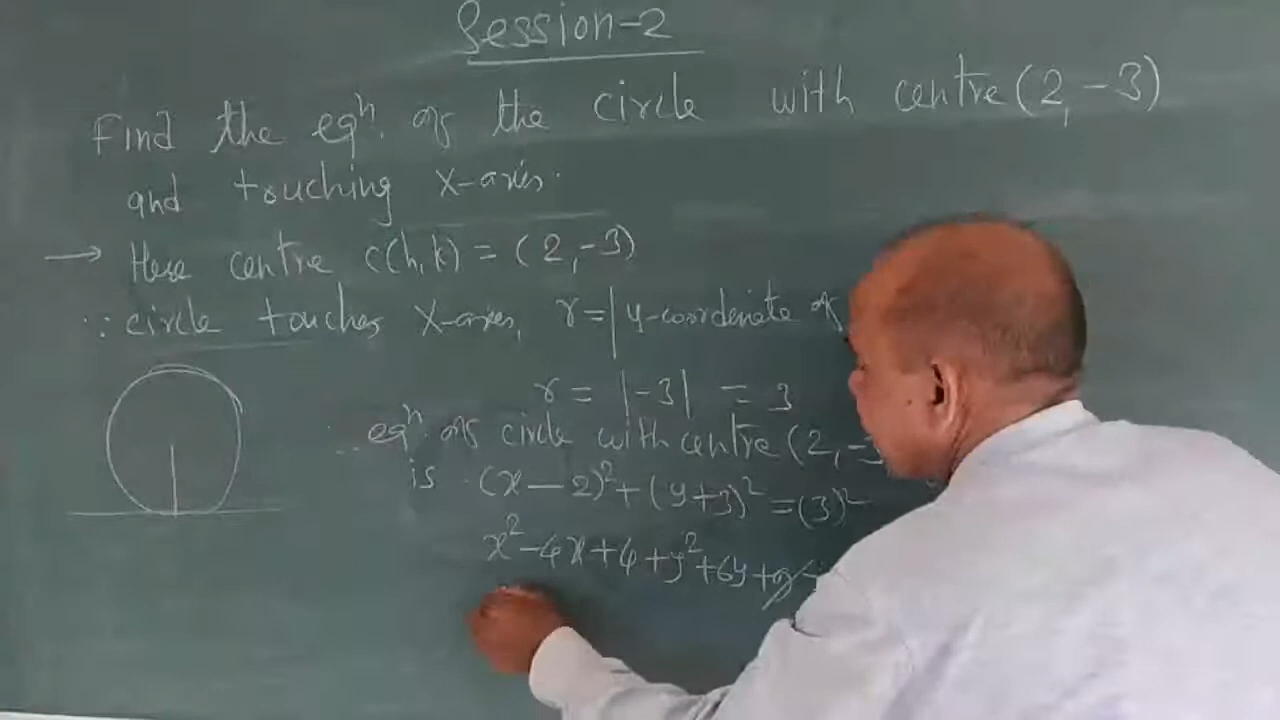 Session-2
Find the eqⁿ. of the circle with centre (2, -3)
and touching X-axis.
→ Here centre C(h, k) = (2, -3)
∵ circle touches X-axis, r = | y-coordinate of
r = |-3| = 3
∴ eqⁿ. of circle with centre (2, -3
is (x - 2)² + (y + 3)² = (3)²
x² - 4x + 4 + y² + 6y + 9